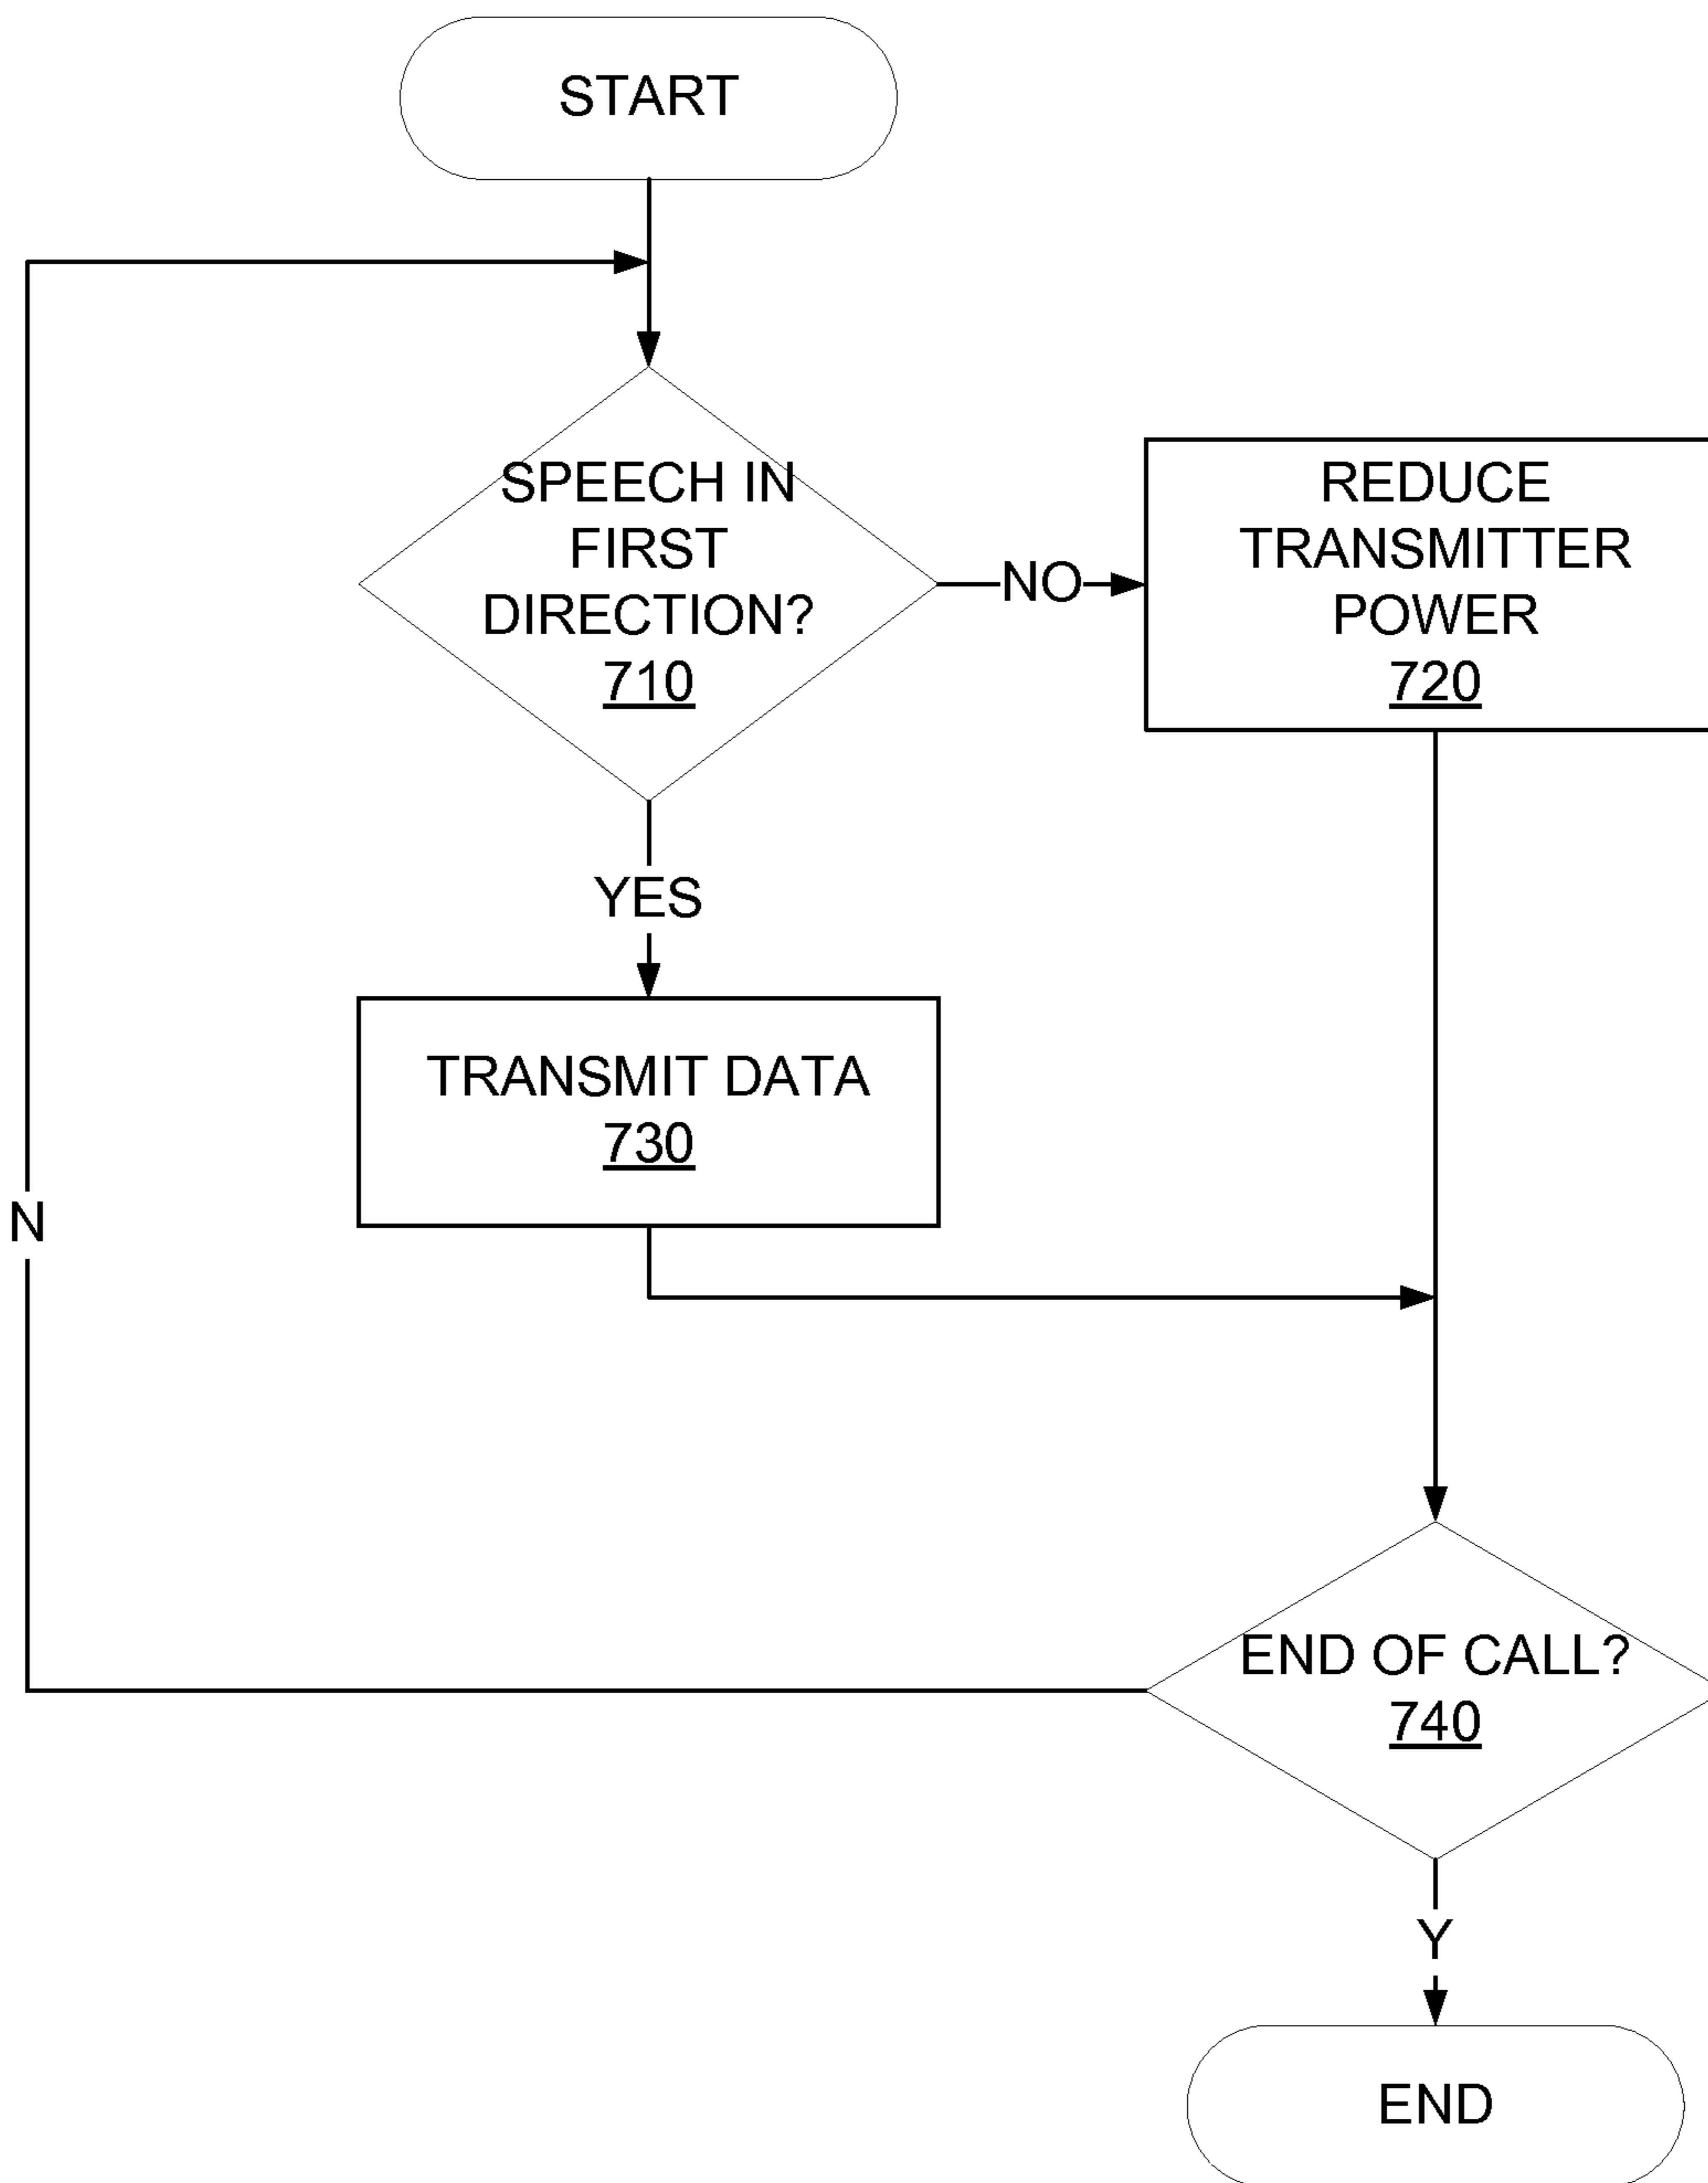 START
SPEECH IN
FIRST
DIRECTION?
710
NO
REDUCE
TRANSMITTER
POWER
720
YES
TRANSMIT DATA
730
N
END OF CALL?
740
Y
END